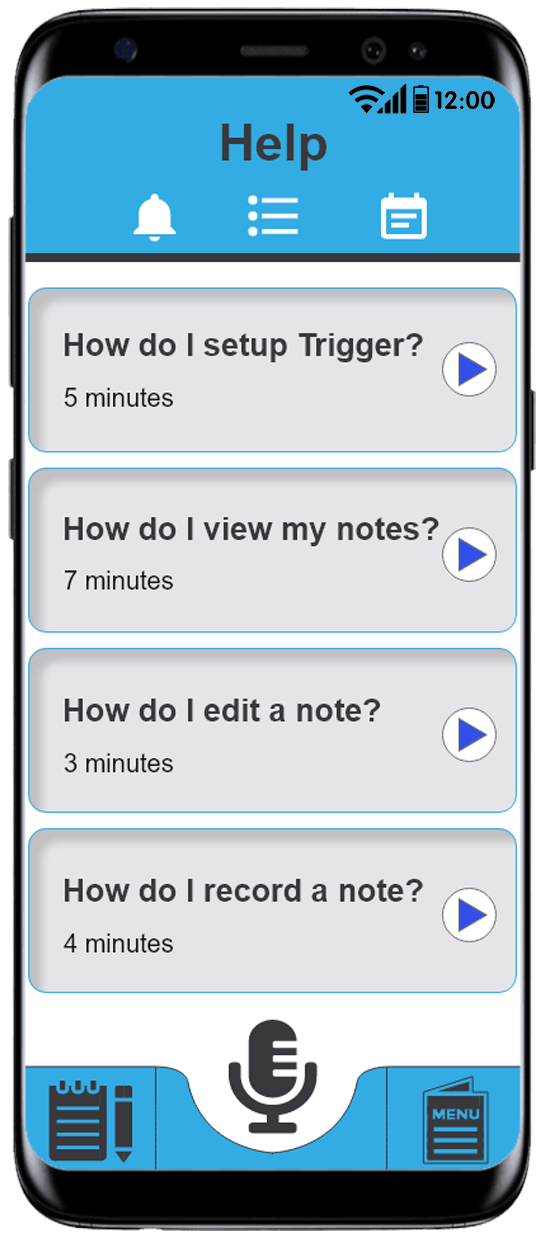 12:00
Help
How do I setup Trigger?
5 minutes
How do I view my notes?
7 minutes
How do I edit a note?
3 minutes
How do I record a note?
4 minutes
MENU